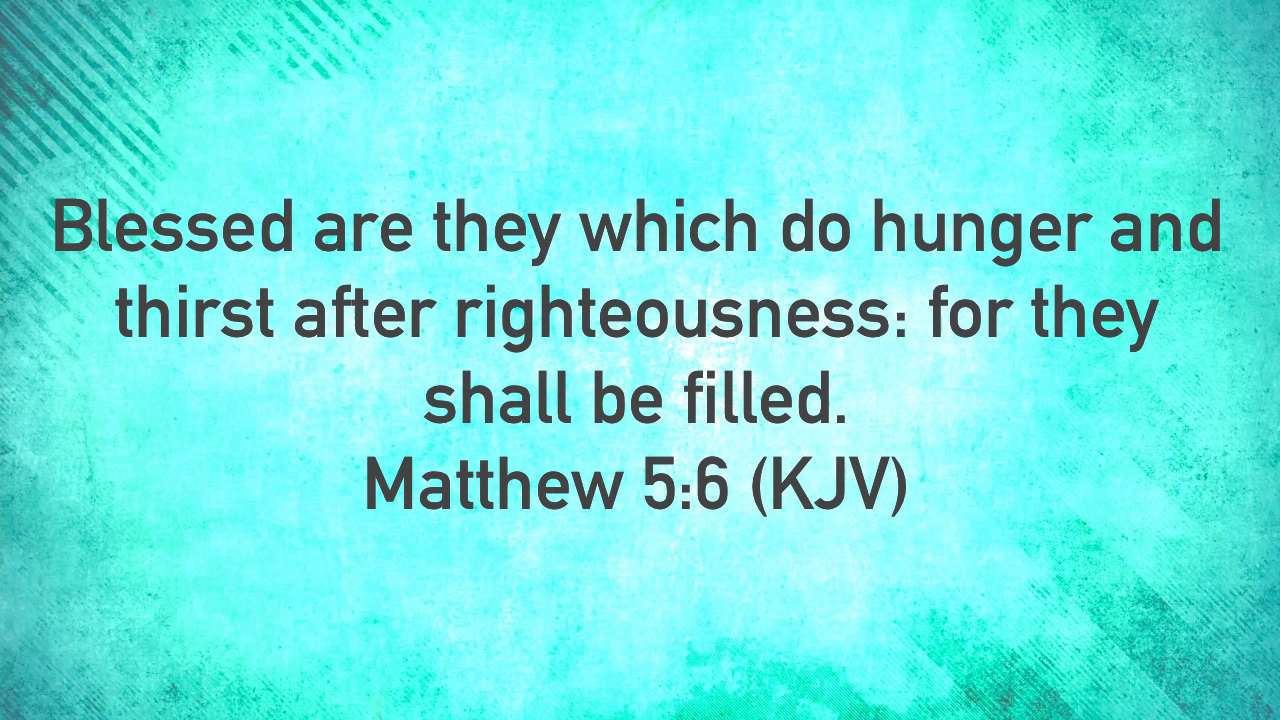 Blessed are they which do hunger and
thirst after righteousness: for they
shall be filled.
Matthew 5:6 (KJV)